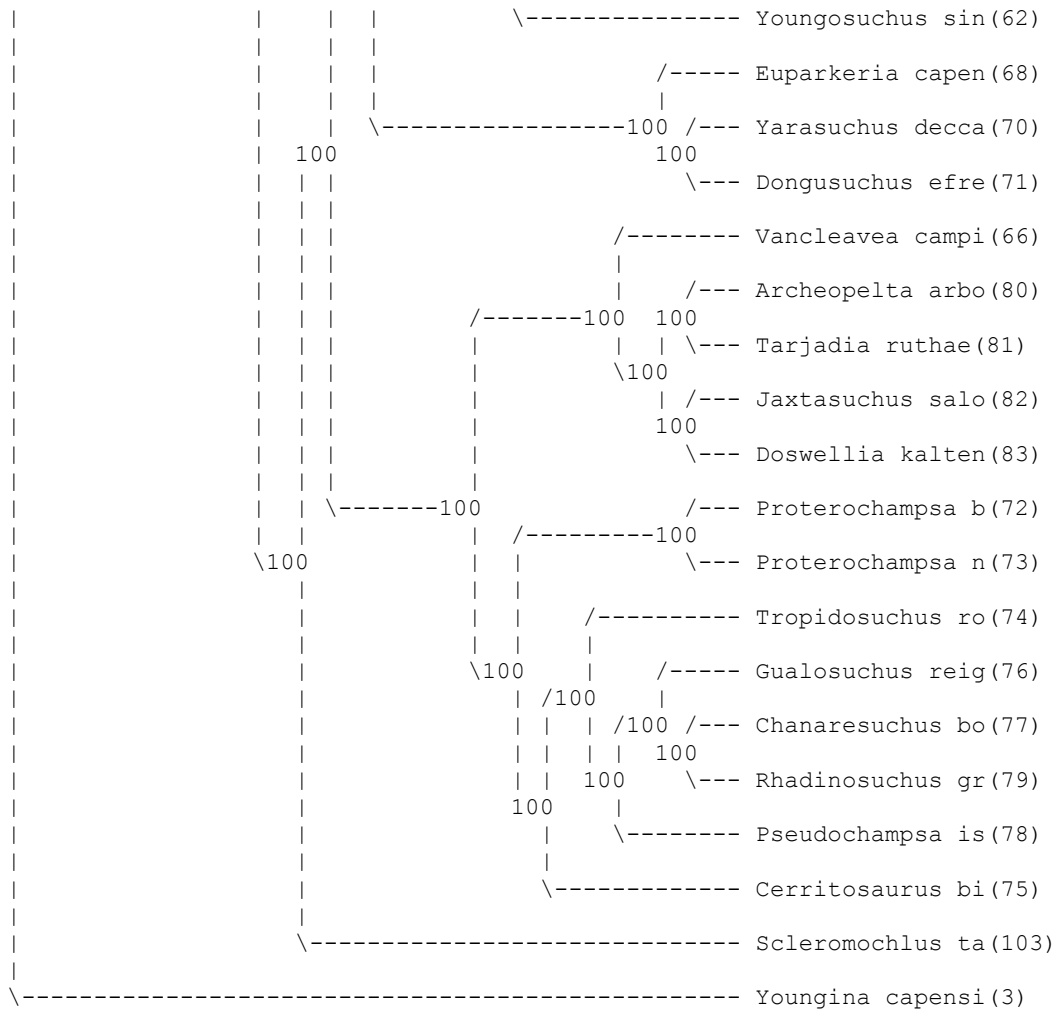 Youngosuchus sin(62)
/----- Euparkeria capen(68)
\-----------------100 /--- Yarasuchus decca(70)
100 100
\--- Dongusuchus efre(71)
/-------- Vancleavea campi(66)
/--- Archeopelta arbo(80)
/-------100 100
\--- Tarjadia ruthae(81)
\100
/--- Jaxtasuchus salo(82)
100
\--- Doswellia kalten(83)
\-------100 /--- Proterochampsa b(72)
/---------100
\100 \--- Proterochampsa n(73)
/---------- Tropidosuchus ro(74)
\100 /----- Gualosuchus reig(76)
/100
/100 /--- Chanaresuchus bo(77)
100
100 \--- Rhadinosuchus gr(79)
100
\-------- Pseudochampsa is(78)
\------------- Cerritosaurus bi(75)
\------------------------------ Scleromochlus ta(103)
\-------------------------------------------------- Youngina capensi(3)